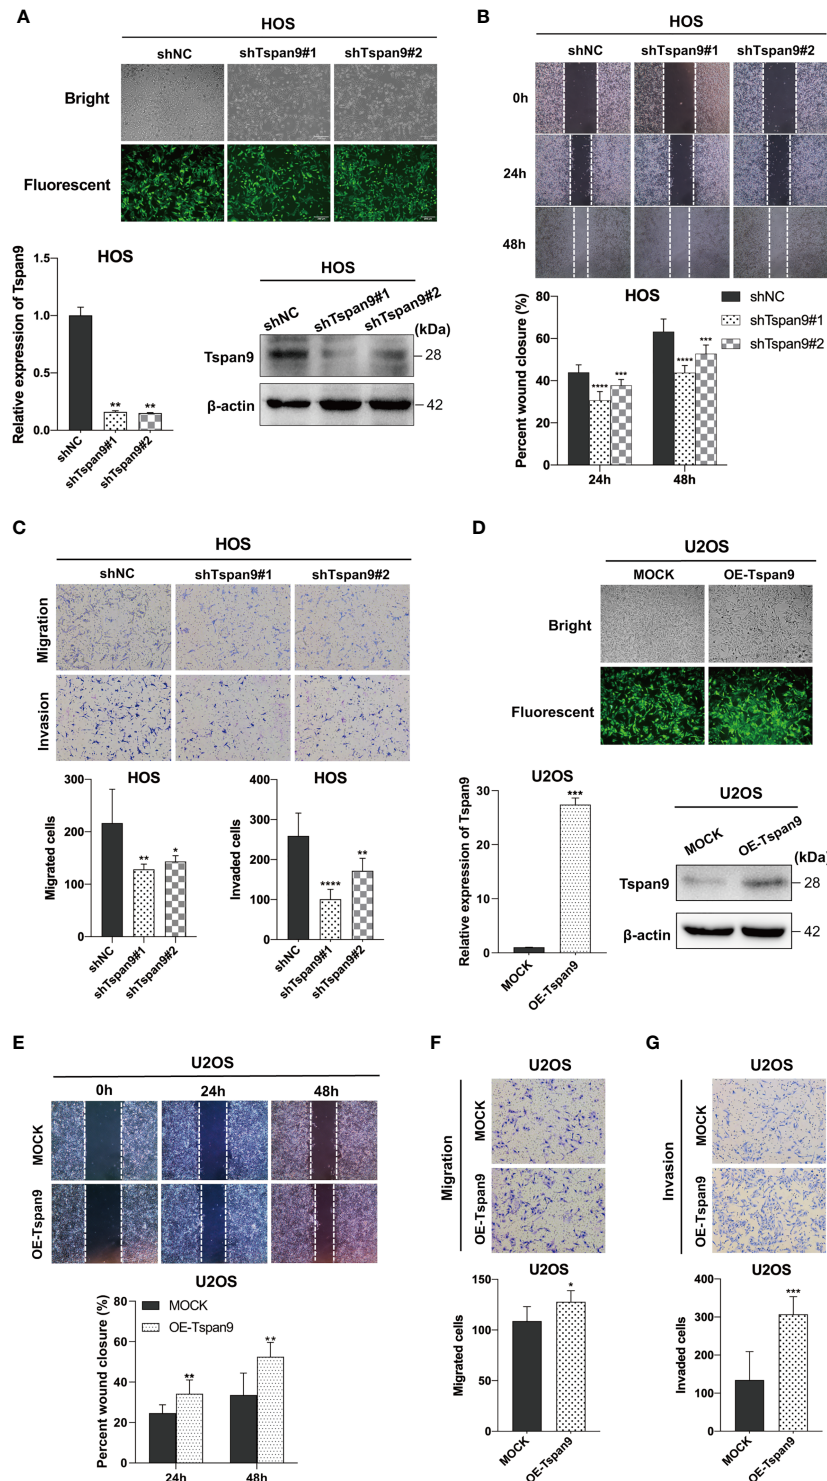 A
HOS
shNC shTspan9#1 shTspan9#2
Bright
Fluorescent
HOS
Relative expression of Tspan9
1.5
1.0
0.5
0.0
** **
shNC
shTspan9#1
shTspan9#2
HOS
shNC
shTspan9#1
shTspan9#2
(kDa)
Tspan9 28
β-actin 42
B
HOS
shNC shTspan9#1 shTspan9#2
0h
24h
48h
HOS
Percent wound closure (%)
80
60
40
20
0
**** *** **** ***
24h 48h
shNC
shTspan9#1
shTspan9#2
C
HOS
shNC shTspan9#1 shTspan9#2
Migration
Invasion
HOS
Migrated cells
300
200
150
100
0
** *
shNC
shTspan9#1
shTspan9#2
HOS
Invaded cells
400
300
200
100
0
**** **
shNC
shTspan9#1
shTspan9#2
D
U2OS
MOCK OE-Tspan9
Bright
Fluorescent
U2OS
Relative expression of Tspan9
30
20
10
0
***
MOCK
OE-Tspan9
U2OS
MOCK
OE-Tspan9
(kDa)
Tspan9 28
β-actin 42
E
U2OS
0h 24h 48h
MOCK
OE-Tspan9
U2OS
Percent wound closure (%)
80
60
40
20
0
MOCK
OE-Tspan9
** **
24h 48h
F
U2OS
Migration
MOCK
OE-Tspan9
U2OS
Migrated cells
150
100
50
0
*
MOCK
OE-Tspan9
G
U2OS
Invasion
MOCK
OE-Tspan9
U2OS
Invaded cells
400
300
200
100
0
***
MOCK
OE-Tspan9